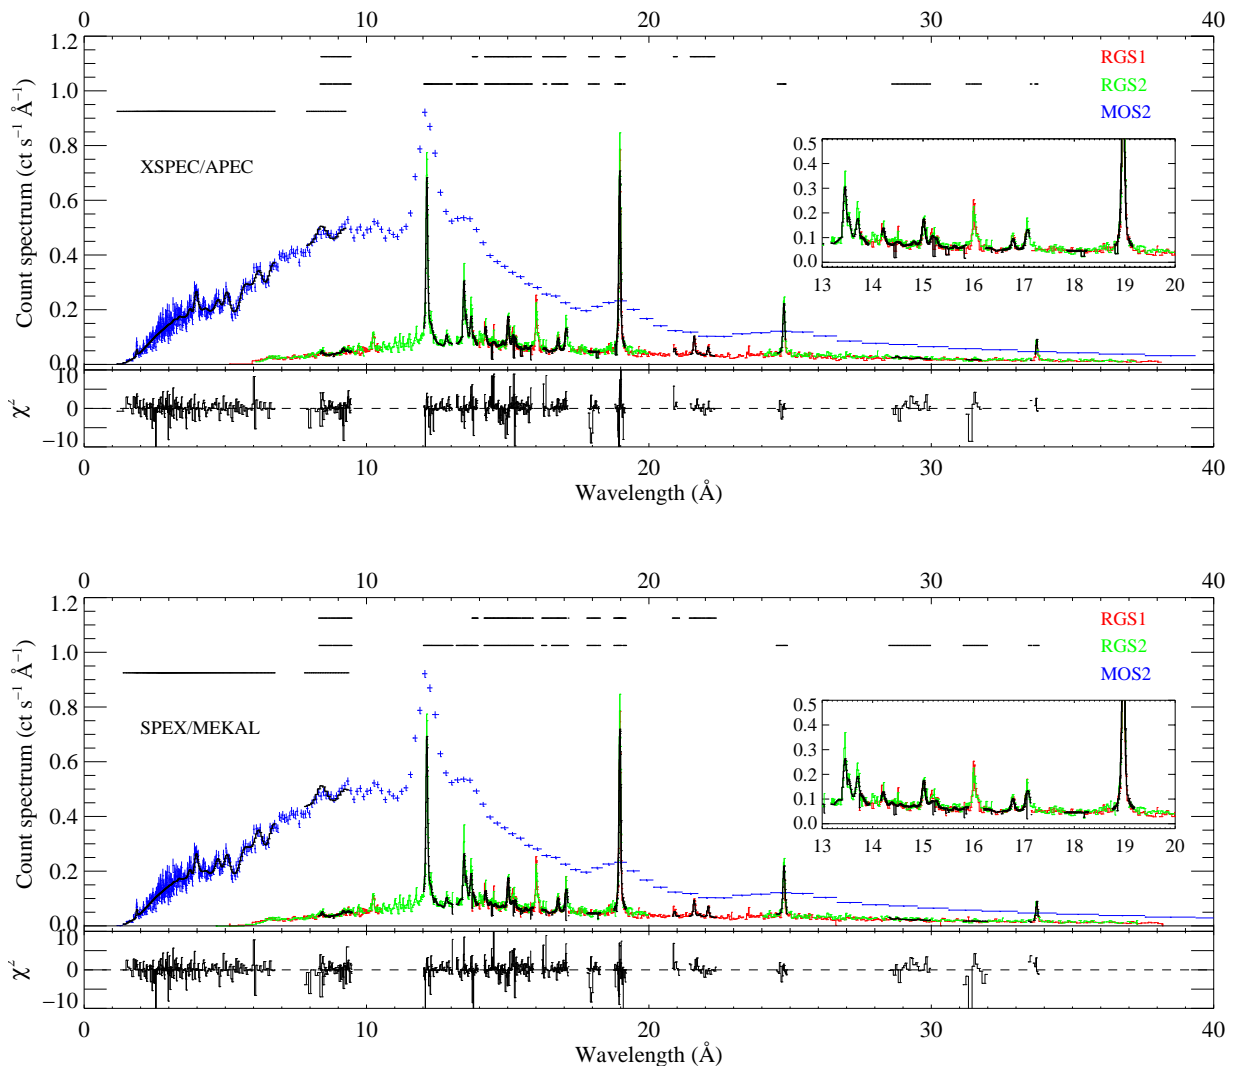 0 10 20 30 40
1.2
1.0
0.8
0.6
0.4
0.2
0.0
Count spectrum (ct s⁻¹ Å⁻¹)
XSPEC/APEC
RGS1
RGS2
MOS2
0.5
0.4
0.3
0.2
0.1
0.0
13 14 15 16 17 18 19 20
10
0
−10
χ²
0 10 20 30 40
Wavelength (Å)
0 10 20 30 40
1.2
1.0
0.8
0.6
0.4
0.2
0.0
Count spectrum (ct s⁻¹ Å⁻¹)
SPEX/MEKAL
RGS1
RGS2
MOS2
0.5
0.4
0.3
0.2
0.1
0.0
13 14 15 16 17 18 19 20
10
0
−10
χ²
0 10 20 30 40
Wavelength (Å)